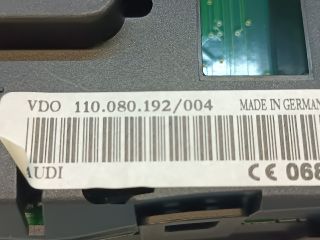 VDO 110.080.192/004 MADE IN GERMAN
AUDI CE 068